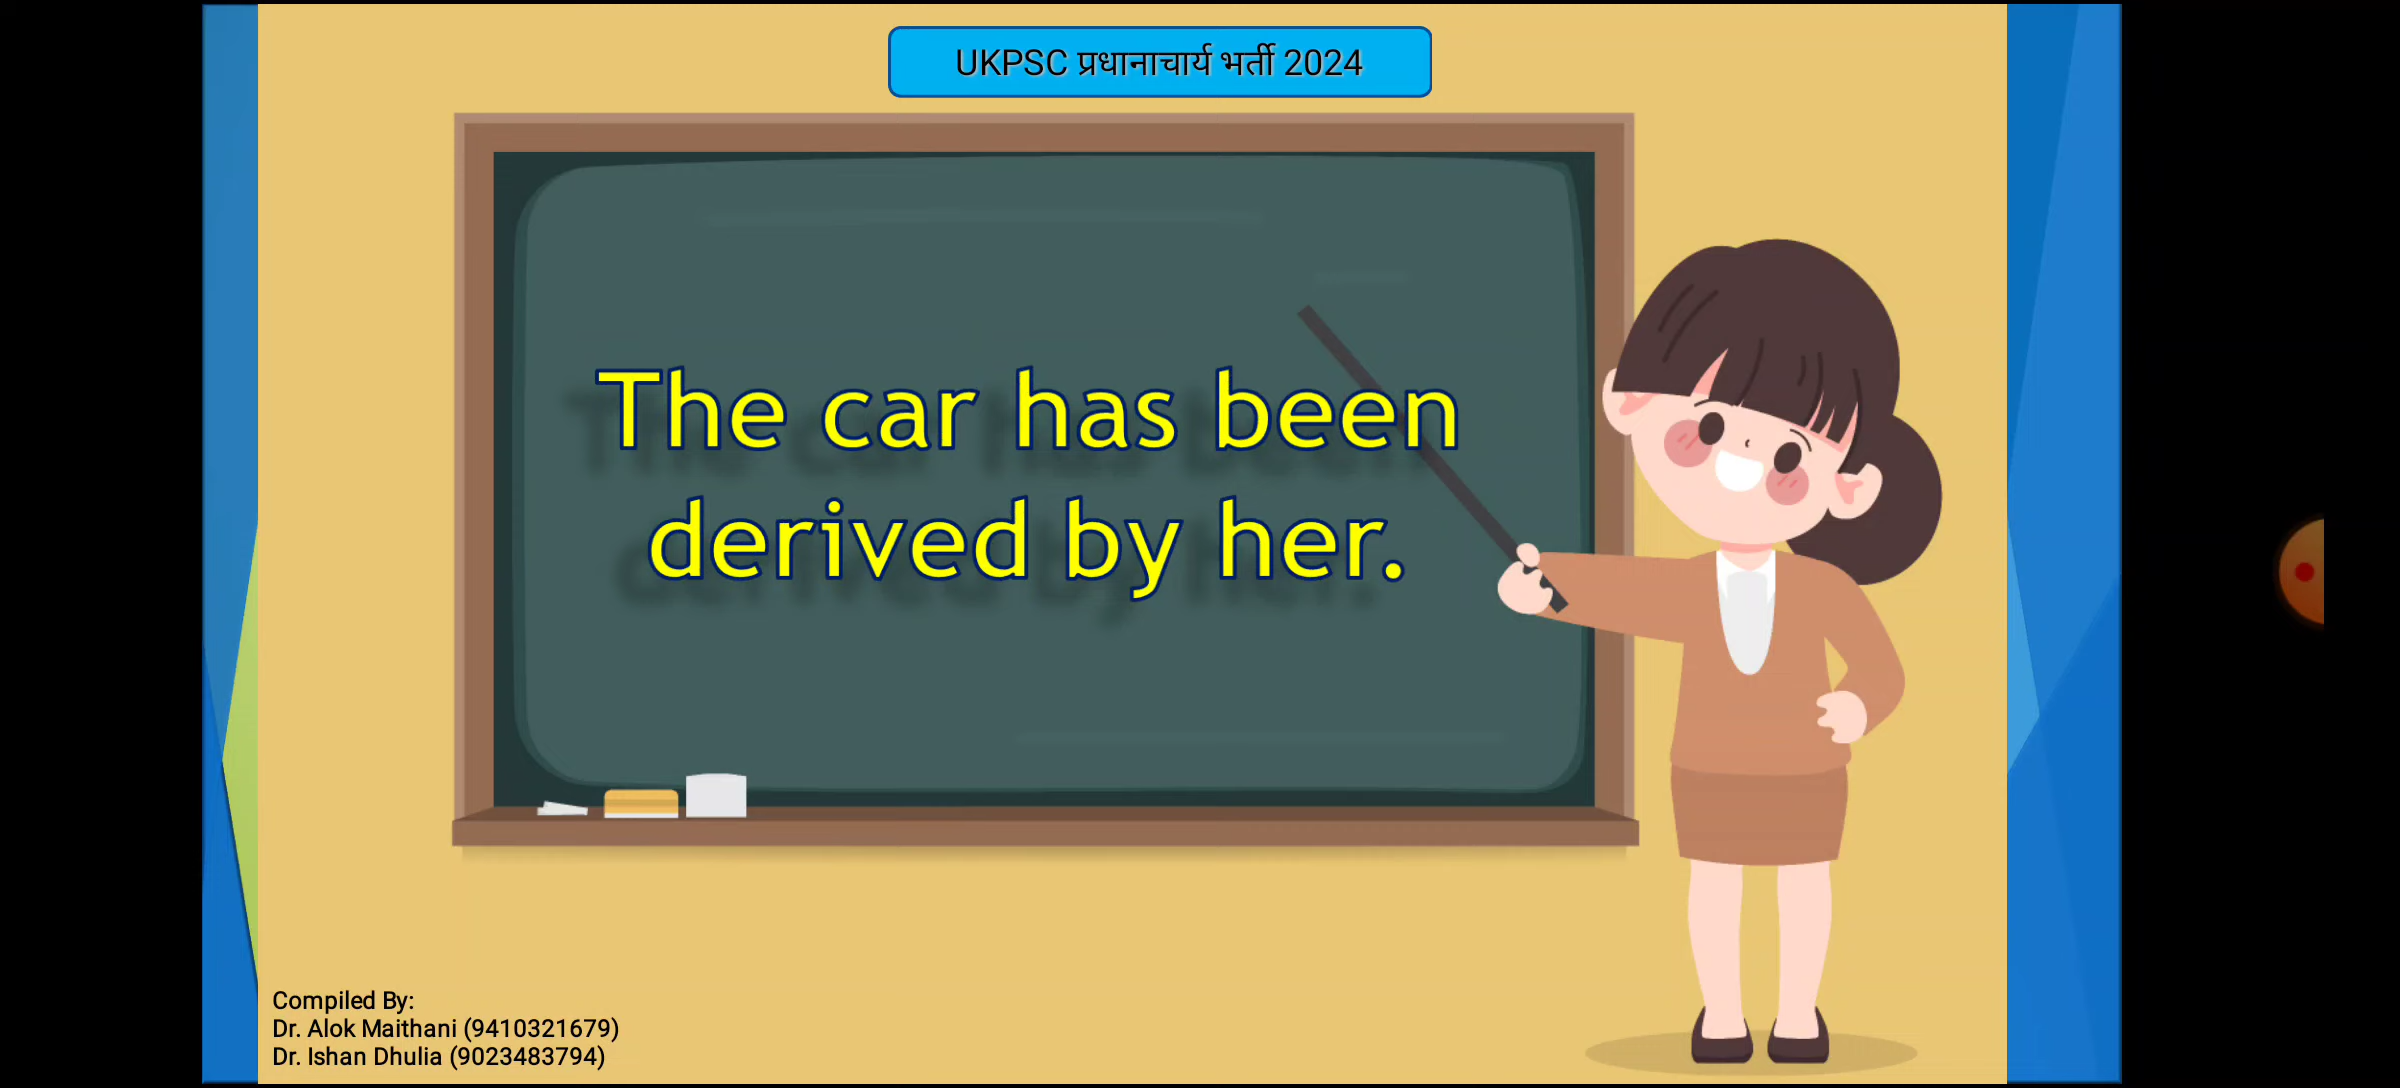 UKPSC प्रधानाचार्य भर्ती 2024
The car has been
derived by her.
Compiled By:
Dr. Alok Maithani (9410321679)
Dr. Ishan Dhulia (9023483794)